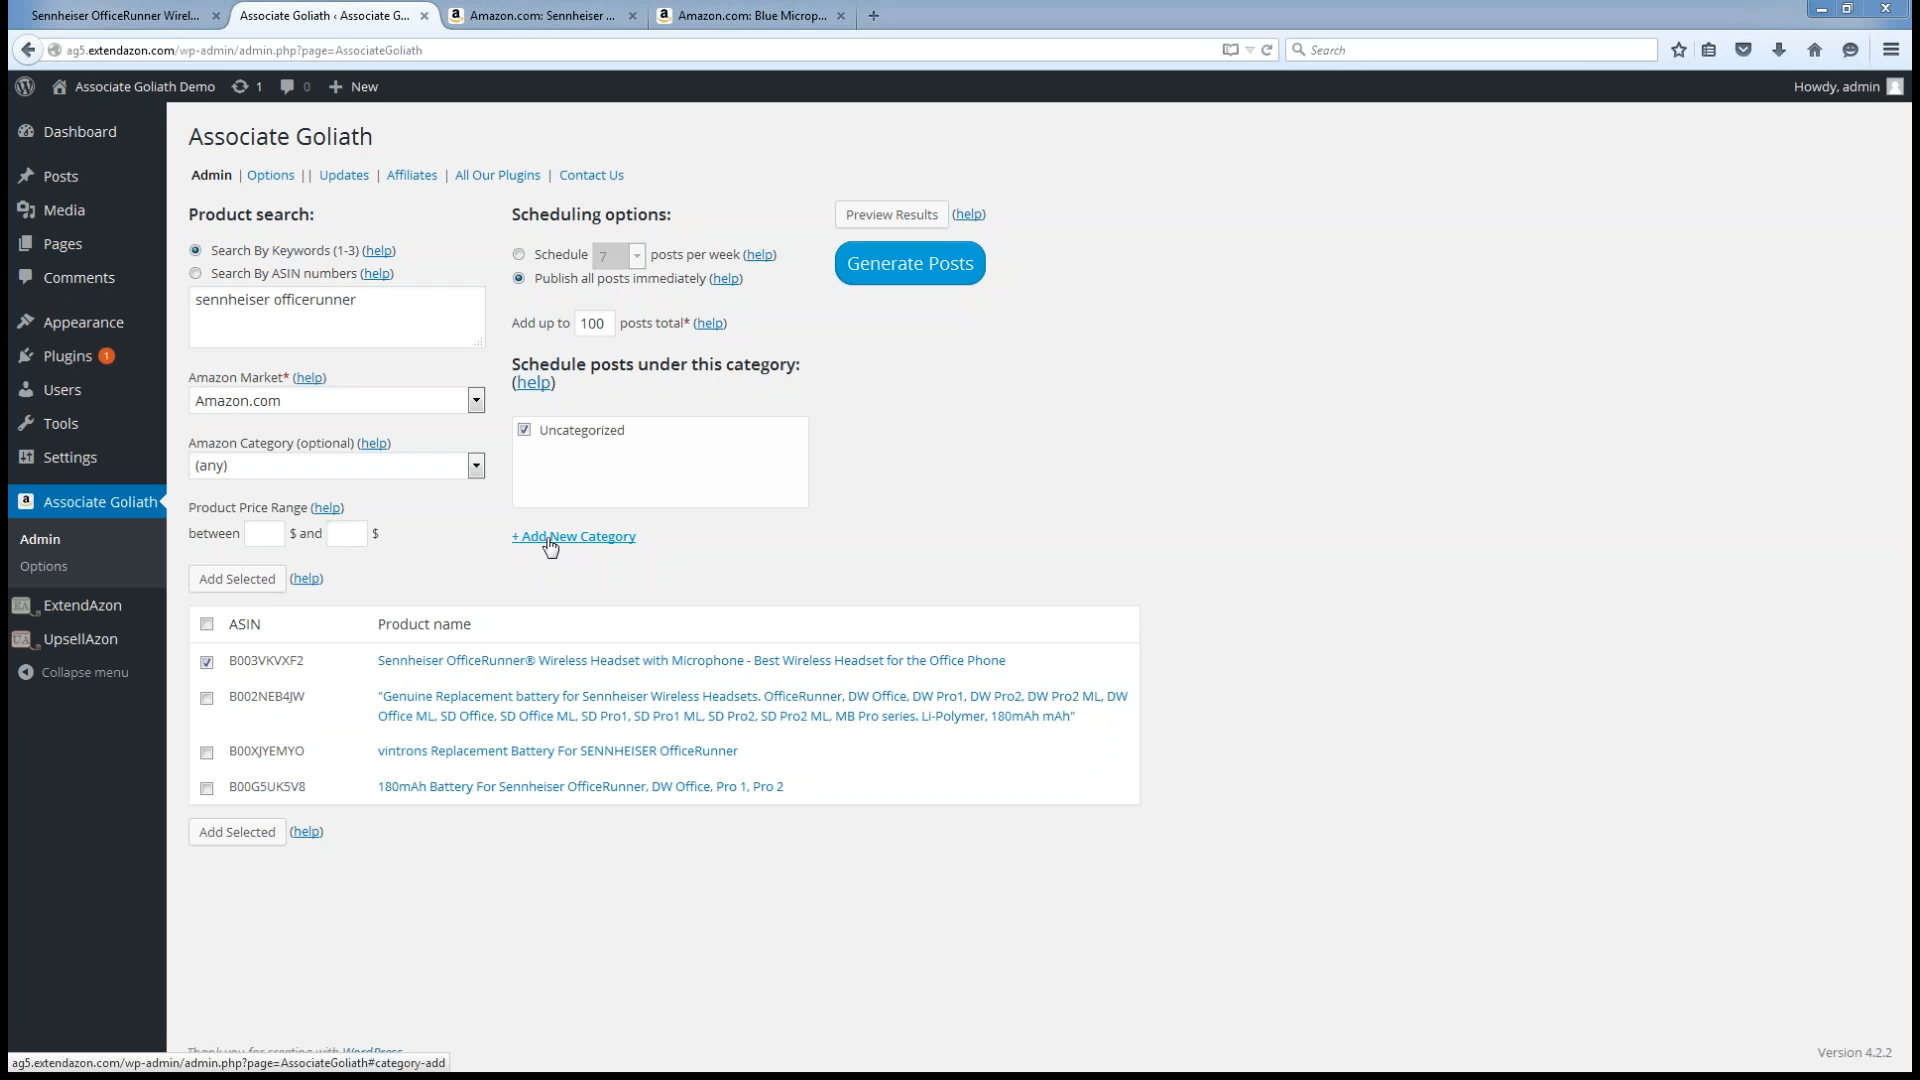 Sennheiser OfficeRunner Wirel...
Associate Goliath ‹ Associate G...
Amazon.com: Sennheiser ...
Amazon.com: Blue Microp...
ag5.extendazon.com/wp-admin/admin.php?page=AssociateGoliath
Search
Associate Goliath Demo
1
0
New
Howdy, admin
Dashboard
Posts
Media
Pages
Comments
Appearance
Plugins 1
Users
Tools
Settings
Associate Goliath
Admin
Options
ExtendAzon
UpsellAzon
Collapse menu
Associate Goliath
Admin | Options || Updates | Affiliates | All Our Plugins | Contact Us
Product search:
Search By Keywords (1-3) (help)
Search By ASIN numbers (help)
sennheiser officerunner
Amazon Market* (help)
Amazon.com
Amazon Category (optional) (help)
(any)
Product Price Range (help)
between $ and $
Scheduling options:
Schedule 7 posts per week (help)
Publish all posts immediately (help)
Add up to 100 posts total* (help)
Schedule posts under this category:
(help)
Uncategorized
+ Add New Category
Preview Results (help)
Generate Posts
Add Selected (help)
ASIN Product name
B003VKVXF2 Sennheiser OfficeRunner® Wireless Headset with Microphone - Best Wireless Headset for the Office Phone
B002NEB4JW "Genuine Replacement battery for Sennheiser Wireless Headsets. OfficeRunner, DW Office, DW Pro1, DW Pro2, DW Pro2 ML, DW
Office ML, SD Office, SD Office ML, SD Pro1, SD Pro1 ML, SD Pro2, SD Pro2 ML, MB Pro series. Li-Polymer, 180mAh mAh"
B00XJYEMYO vintrons Replacement Battery For SENNHEISER OfficeRunner
B00G5UK5V8 180mAh Battery For Sennheiser OfficeRunner, DW Office, Pro 1, Pro 2
Add Selected (help)
Thank you for creating with WordPress.
Version 4.2.2
ag5.extendazon.com/wp-admin/admin.php?page=AssociateGoliath#category-add